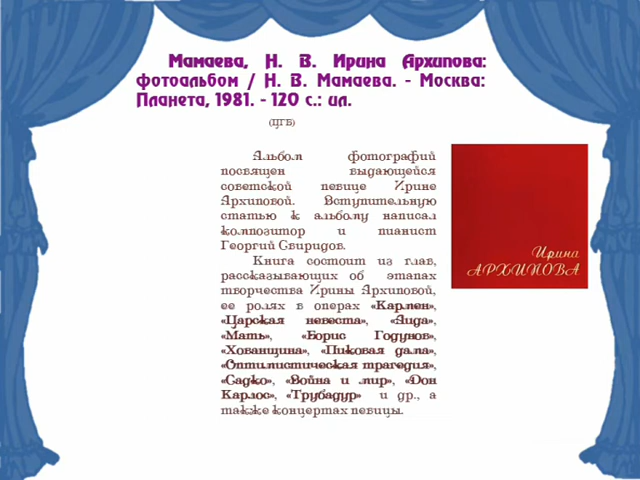 Мамаева, Н. В. Ирина Архипова:
фотоальбом / Н. В. Мамаева. - Москва:
Планета, 1981. - 120 с.: ил.
(ЦГБ)
Альбом фотографий
посвящен выдающейся
советской певице Ирине
Архиповой. Вступительную
статью к альбому написал
композитор и пианист
Георгий Свиридов.
Книга состоит из глав,
рассказывающих об этапах
творчества Ирины Архиповой,
ее ролях в операх «Кармен»,
«Царская невеста», «Аида»,
«Мать», «Борис Годунов»,
«Хованщина», «Пиковая дама»,
«Оптимистическая трагедия»,
«Садко», «Война и мир», «Дон
Карлос», «Трубадур» и др., а
также концертах певицы.
Ирина
АРХИПОВА